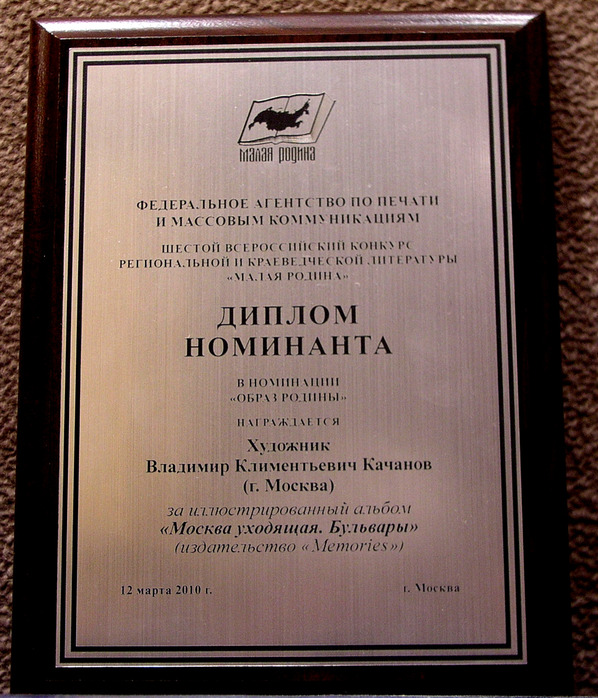 малая родина
ФЕДЕРАЛЬНОЕ АГЕНТСТВО ПО ПЕЧАТИ
И МАССОВЫМ КОММУНИКАЦИЯМ
ШЕСТОЙ ВСЕРОССИЙСКИЙ КОНКУРС
РЕГИОНАЛЬНОЙ И КРАЕВЕДЧЕСКОЙ ЛИТЕРАТУРЫ
«МАЛАЯ РОДИНА»
ДИПЛОМ
НОМИНАНТА
В НОМИНАЦИИ
«ОБРАЗ РОДИНЫ»
НАГРАЖДАЕТСЯ
Художник
Владимир Климентьевич Качанов
(г. Москва)
за иллюстрированный альбом
«Москва уходящая. Бульвары»
(издательство «Memories»)
12 марта 2010 г.
г. Москва